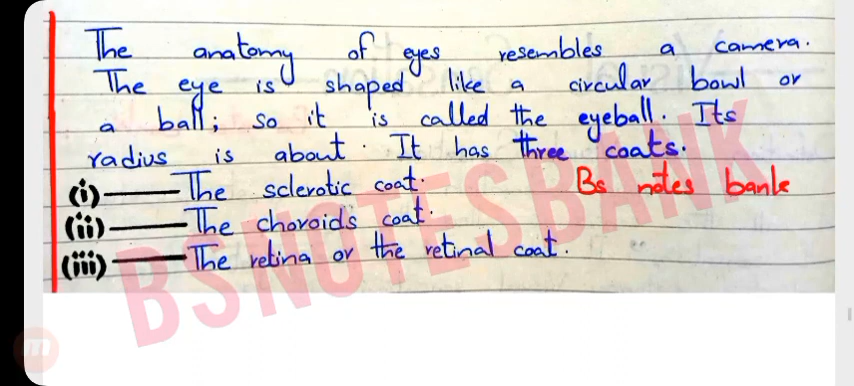 The anatomy of eyes resembles a camera.
The eye is shaped like a circular bowl or
a ball; so it is called the eyeball. Its
radius is about . It has three coats.
(i) — The sclerotic coat.
Bs notes bank
(ii) — The choroids coat.
(iii) — The retina or the retinal coat.
BSNOTESBANK
m